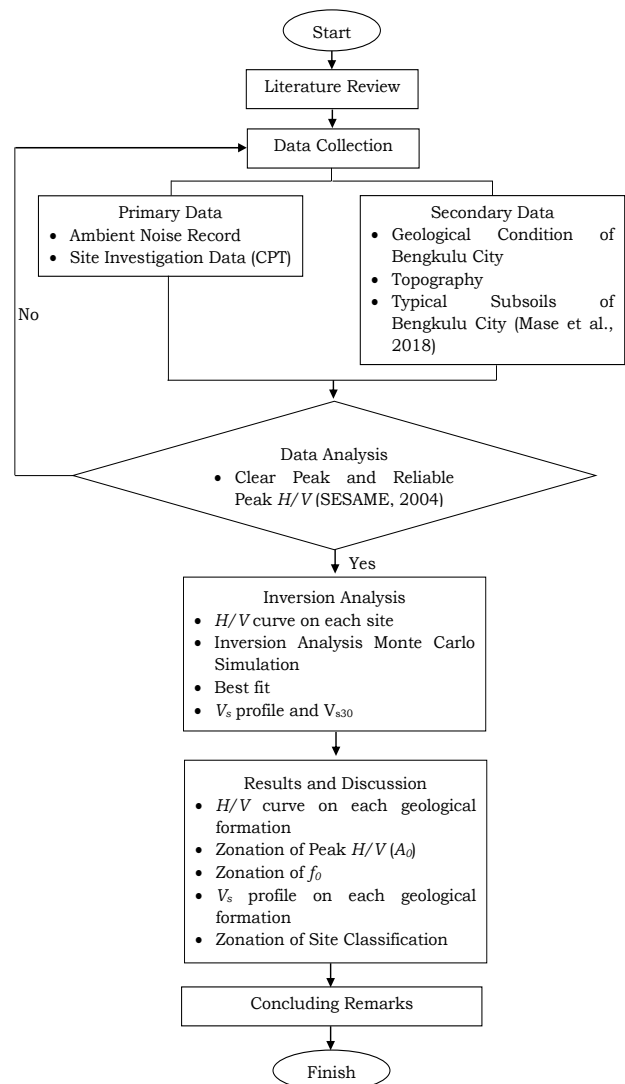 Start
Literature Review
Data Collection
Primary Data
• Ambient Noise Record
• Site Investigation Data (CPT)
Secondary Data
• Geological Condition of
Bengkulu City
• Topography
• Typical Subsoils of
Bengkulu City (Mase et al.,
2018)
No
Data Analysis
• Clear Peak and Reliable
Peak H/V (SESAME, 2004)
Yes
Inversion Analysis
• H/V curve on each site
• Inversion Analysis Monte Carlo
Simulation
• Best fit
• Vs profile and Vs30
Results and Discussion
• H/V curve on each geological
formation
• Zonation of Peak H/V (A0)
• Zonation of f0
• Vs profile on each geological
formation
• Zonation of Site Classification
Concluding Remarks
Finish